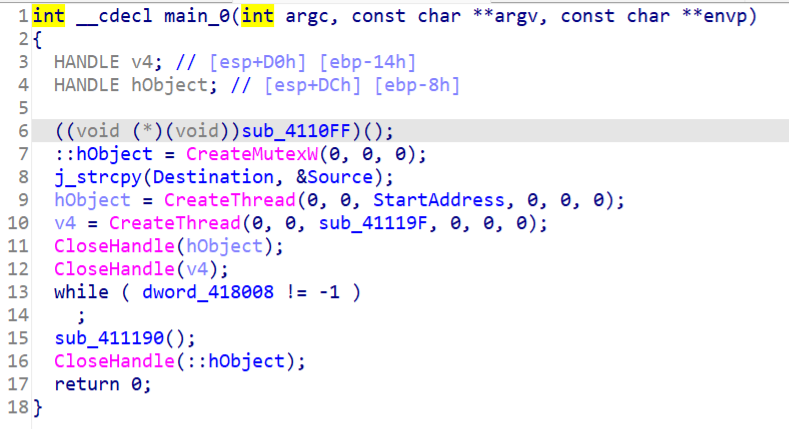 1 int __cdecl main_0(int argc, const char **argv, const char **envp)
2 {
3 HANDLE v4; // [esp+D0h] [ebp-14h]
4 HANDLE hObject; // [esp+DCh] [ebp-8h]
5
6 ((void (*)(void))sub_4110FF)();
7 ::hObject = CreateMutexW(0, 0, 0);
8 j_strcpy(Destination, &Source);
9 hObject = CreateThread(0, 0, StartAddress, 0, 0, 0);
10 v4 = CreateThread(0, 0, sub_41119F, 0, 0, 0);
11 CloseHandle(hObject);
12 CloseHandle(v4);
13 while ( dword_418008 != -1 )
14 ;
15 sub_411190();
16 CloseHandle(::hObject);
17 return 0;
18 }